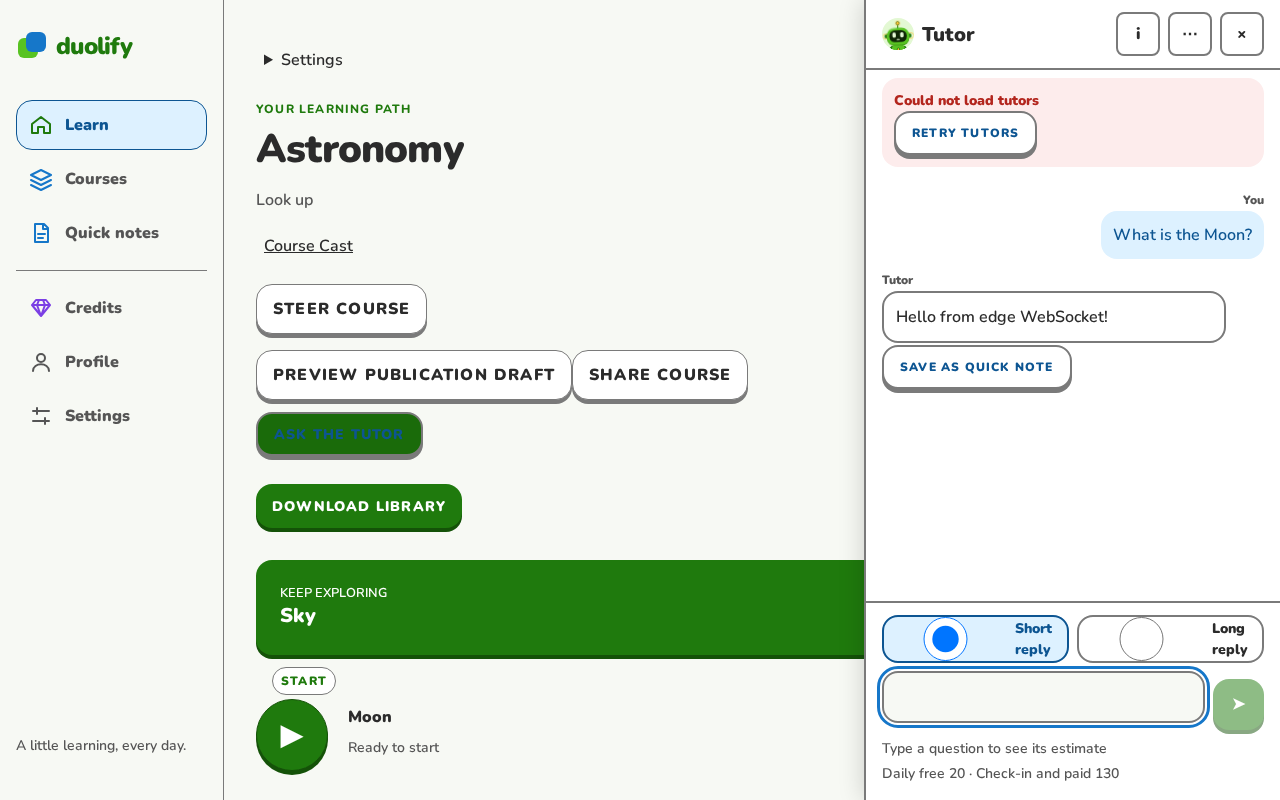 duolify
Learn
Courses
Quick notes
Credits
Profile
Settings
A little learning, every day.
Settings
YOUR LEARNING PATH
Astronomy
Look up
Course Cast
STEER COURSE
PREVIEW PUBLICATION DRAFT
SHARE COURSE
ASK THE TUTOR
DOWNLOAD LIBRARY
KEEP EXPLORING
Sky
START
Moon
Ready to start
Tutor
Could not load tutors
RETRY TUTORS
You
What is the Moon?
Tutor
Hello from edge WebSocket!
SAVE AS QUICK NOTE
Short
reply
Long
reply
Type a question to see its estimate
Daily free 20 · Check-in and paid 130